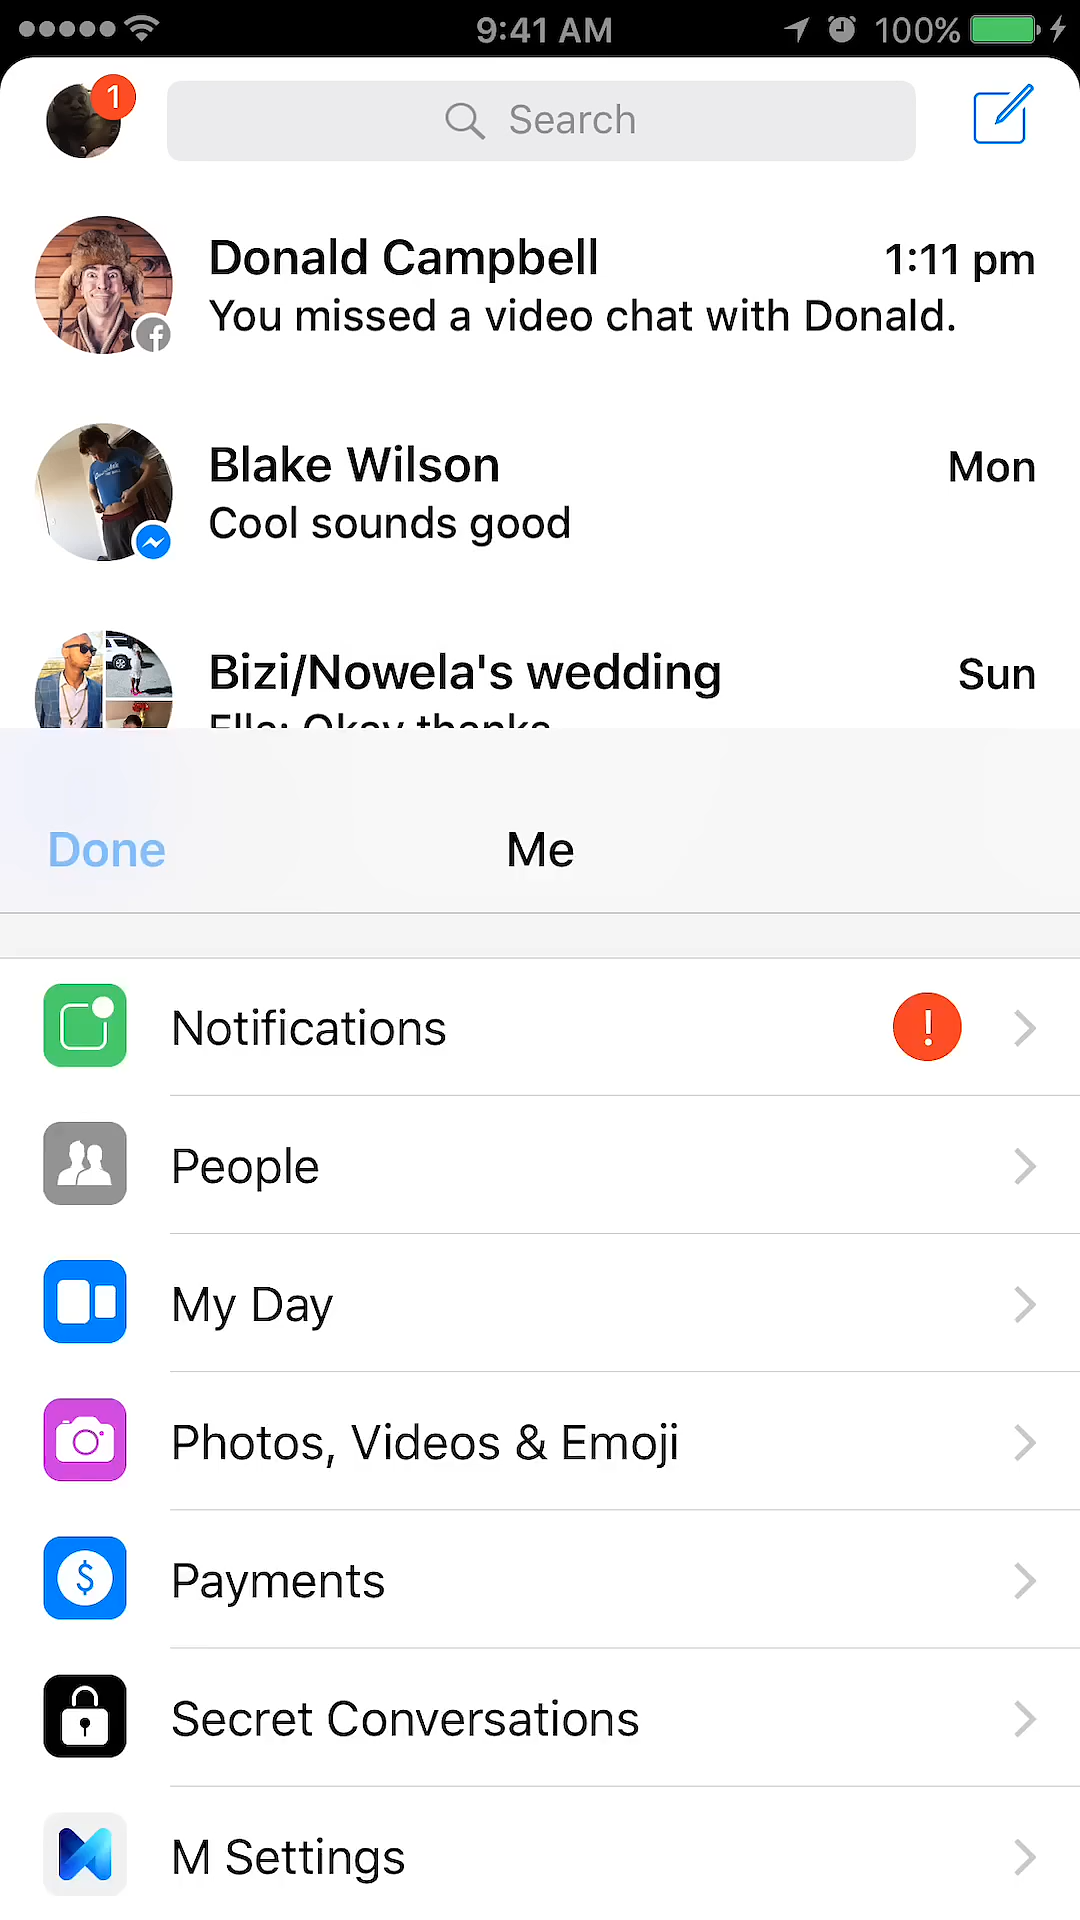 9:41 AM
100%
1
Search
Donald Campbell
1:11 pm
You missed a video chat with Donald.
Blake Wilson
Mon
Cool sounds good
Bizi/Nowela's wedding
Sun
Okay thanks
Done
Me
Notifications
!
People
My Day
Photos, Videos & Emoji
$
Payments
Secret Conversations
M Settings